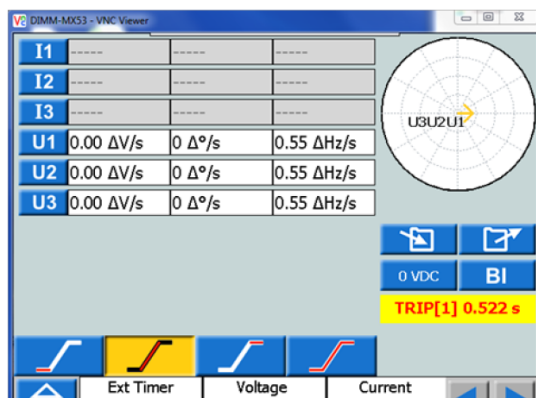 DIMM-MX53 - VNC Viewer
I1 ----- ----- -----
I2 ----- ----- -----
I3 ----- ----- -----
U1 0.00 ΔV/s 0 Δ°/s 0.55 ΔHz/s
U2 0.00 ΔV/s 0 Δ°/s 0.55 ΔHz/s
U3 0.00 ΔV/s 0 Δ°/s 0.55 ΔHz/s
U3U2U1
0 VDC BI
TRIP[1] 0.522 s
Ext Timer Voltage Current